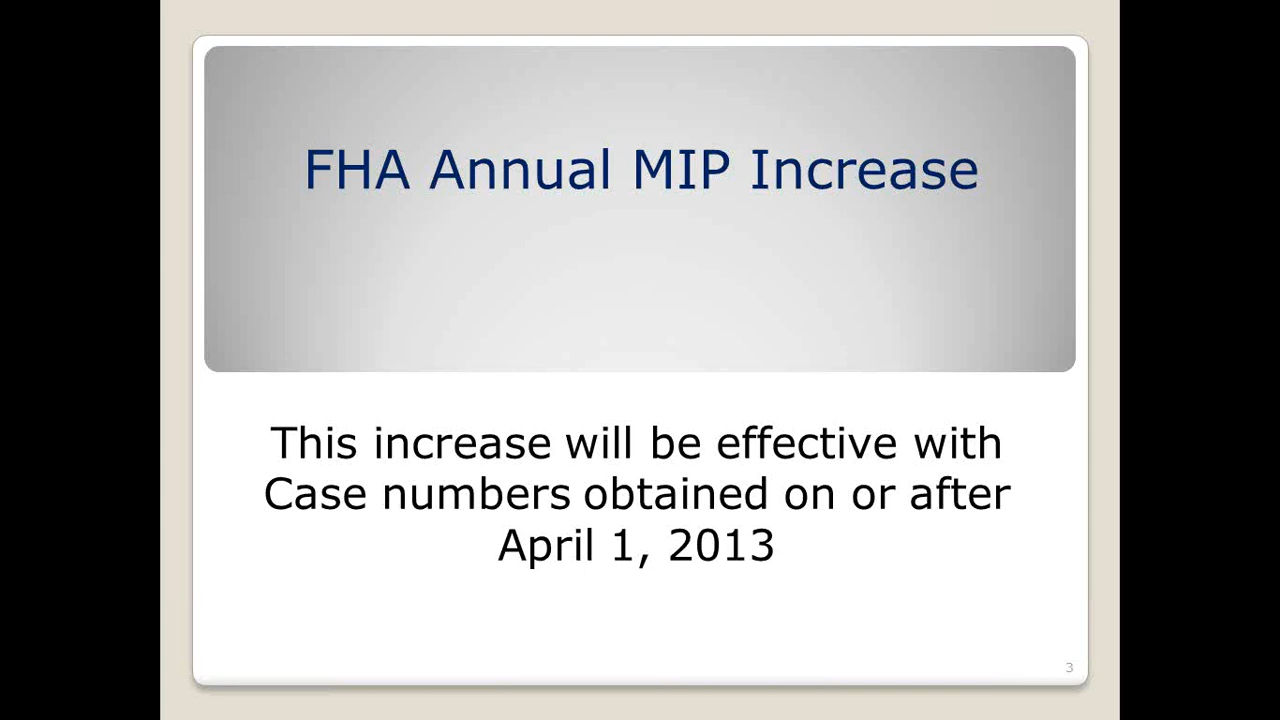 FHA Annual MIP Increase
This increase will be effective with
Case numbers obtained on or after
April 1, 2013
3